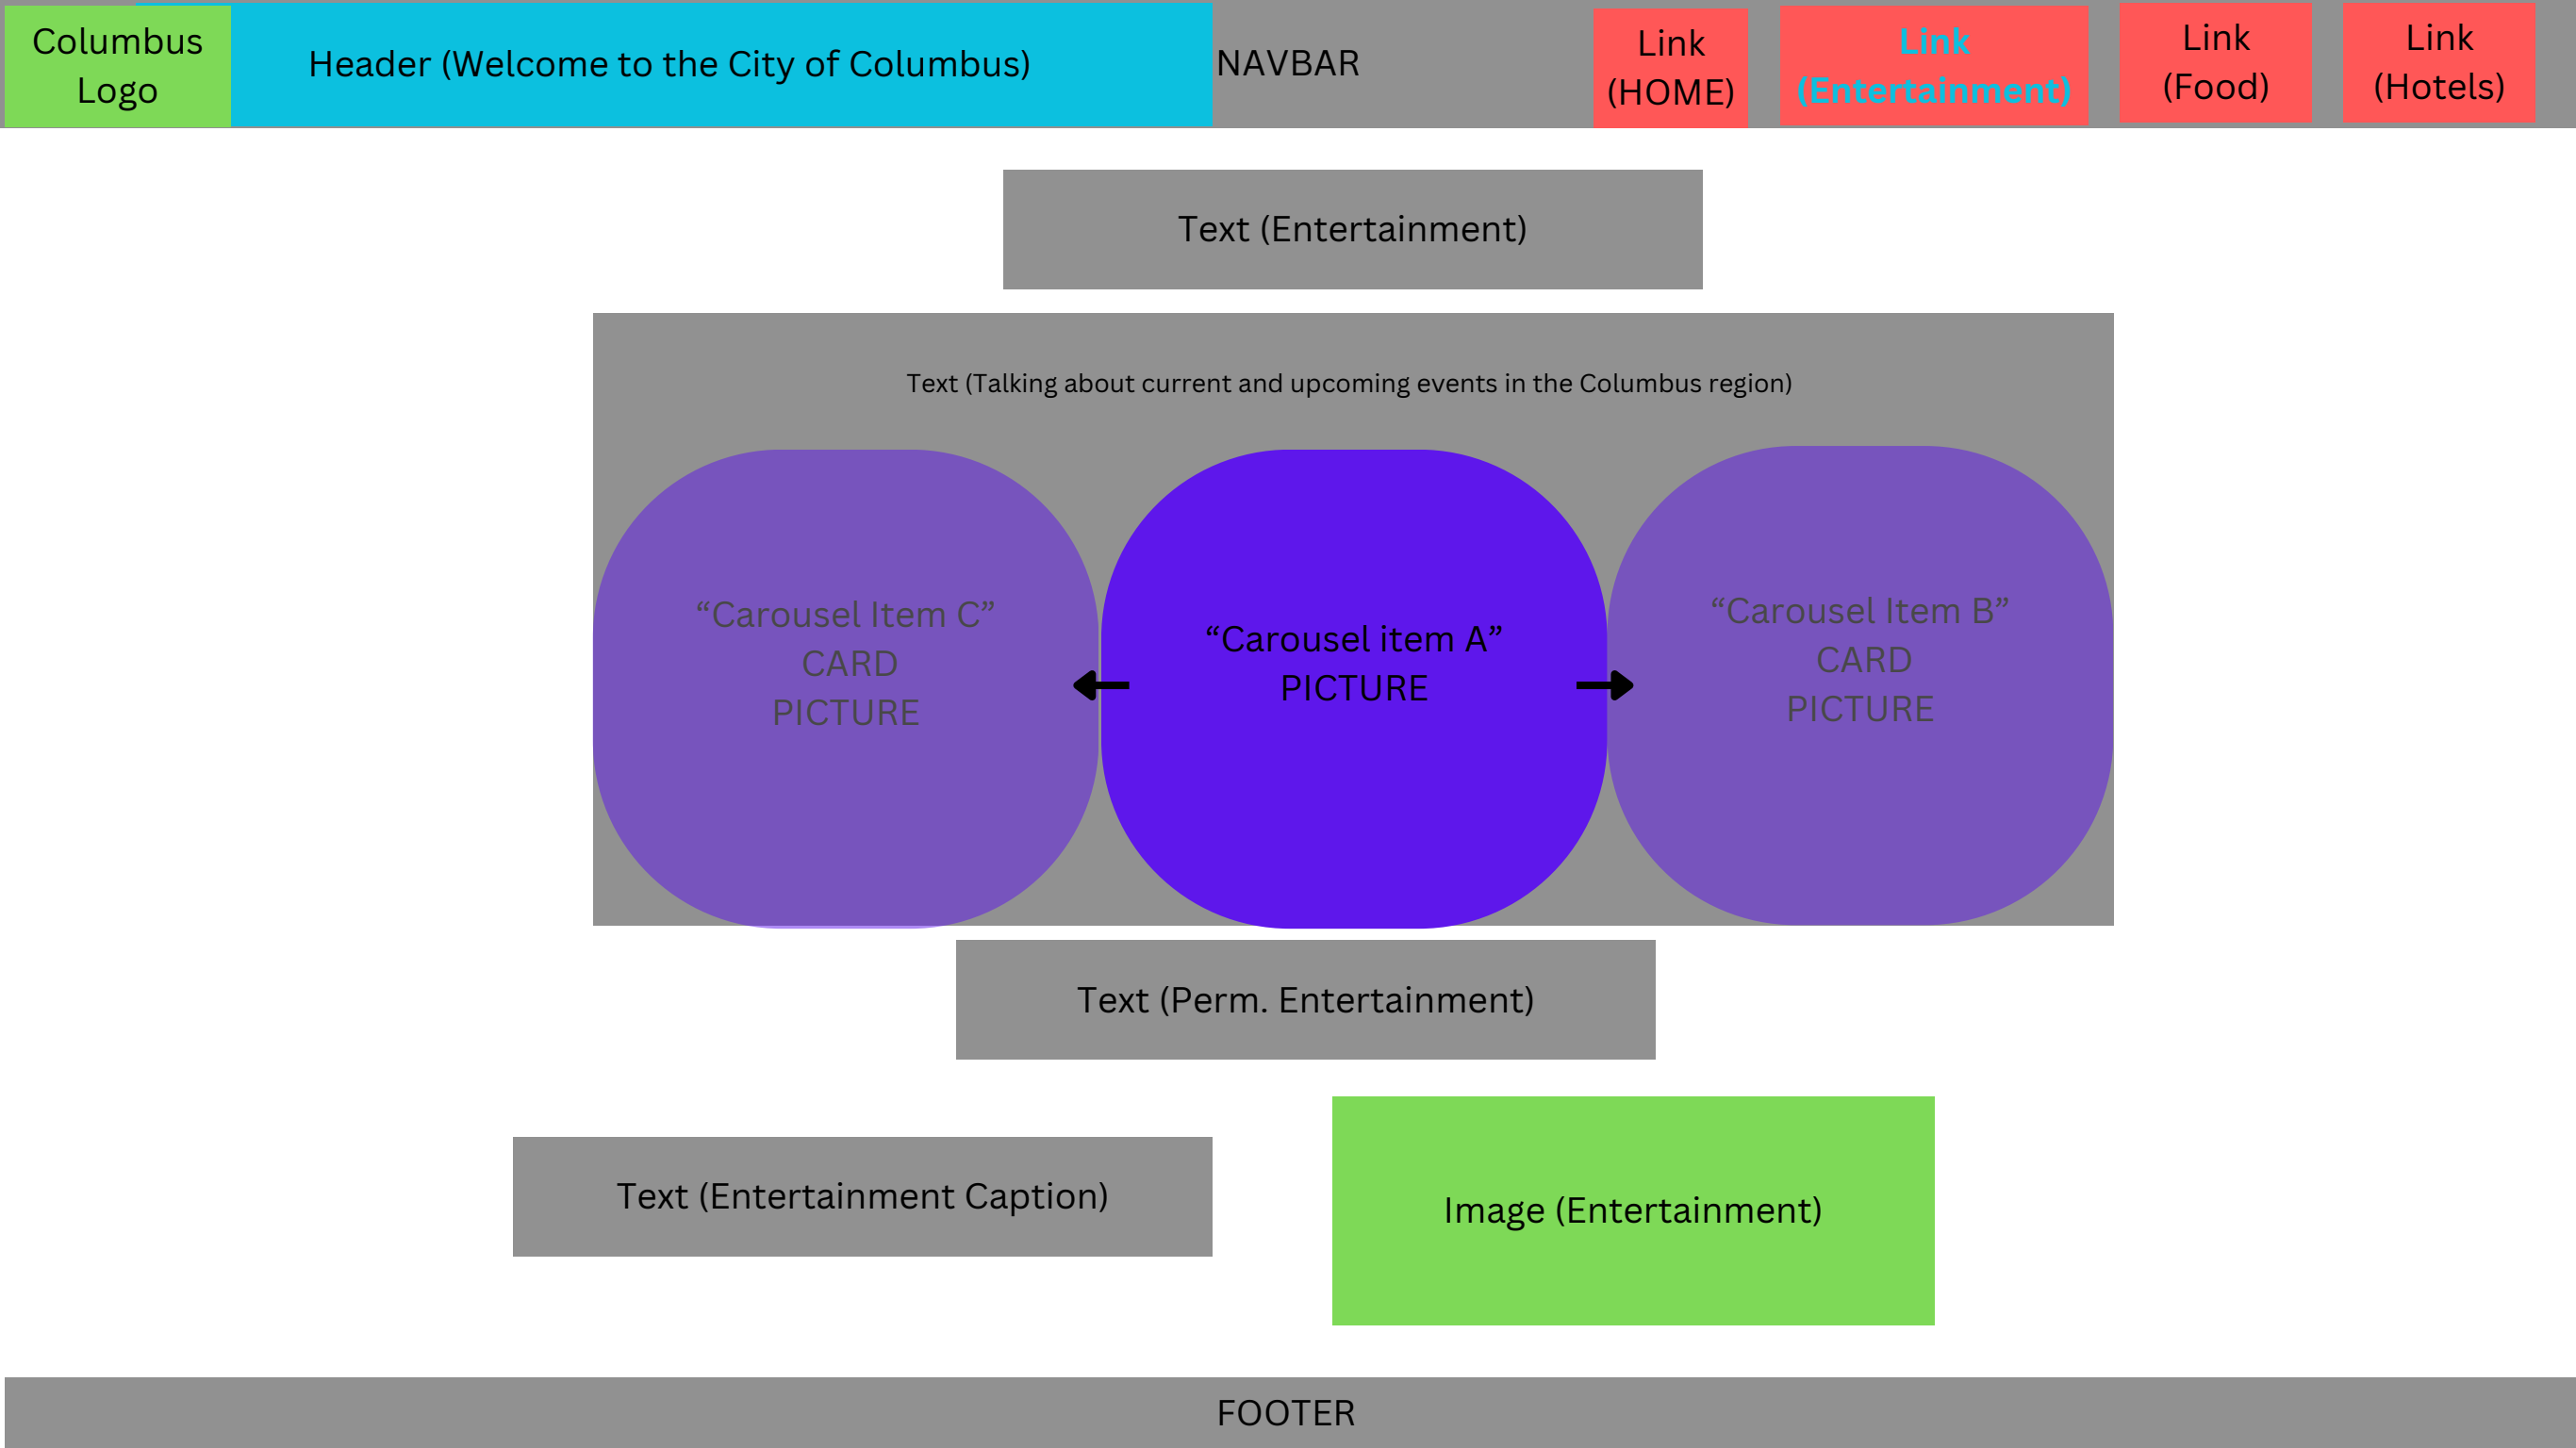 Columbus
Logo
Header (Welcome to the City of Columbus)
NAVBAR
Link
(HOME)
Link
(Entertainment)
Link
(Food)
Link
(Hotels)
Text (Entertainment)
Text (Talking about current and upcoming events in the Columbus region)
“Carousel Item C”
CARD
PICTURE
“Carousel item A”
PICTURE
“Carousel Item B”
CARD
PICTURE
Text (Perm. Entertainment)
Text (Entertainment Caption)
Image (Entertainment)
FOOTER